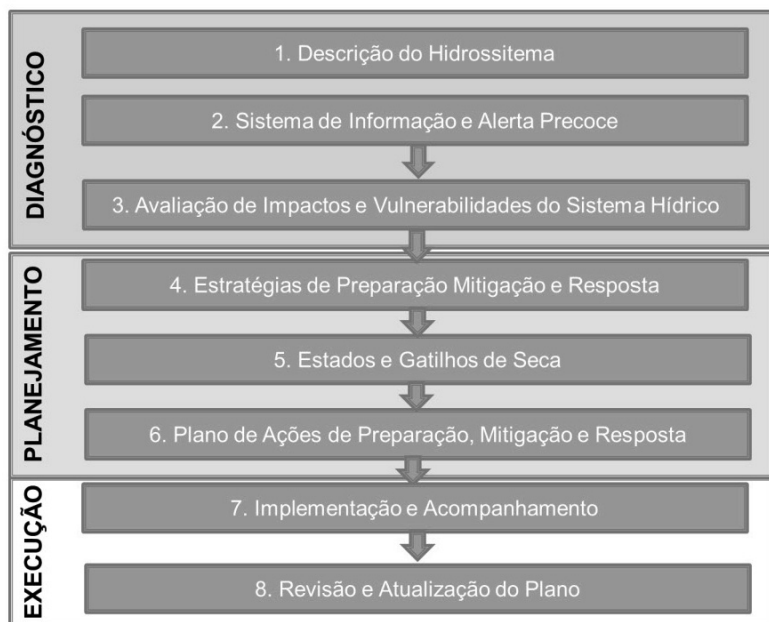 DIAGNÓSTICO
1. Descrição do Hidrossitema
2. Sistema de Informação e Alerta Precoce
3. Avaliação de Impactos e Vulnerabilidades do Sistema Hídrico
PLANEJAMENTO
4. Estratégias de Preparação Mitigação e Resposta
5. Estados e Gatilhos de Seca
6. Plano de Ações de Preparação, Mitigação e Resposta
EXECUÇÃO
7. Implementação e Acompanhamento
8. Revisão e Atualização do Plano